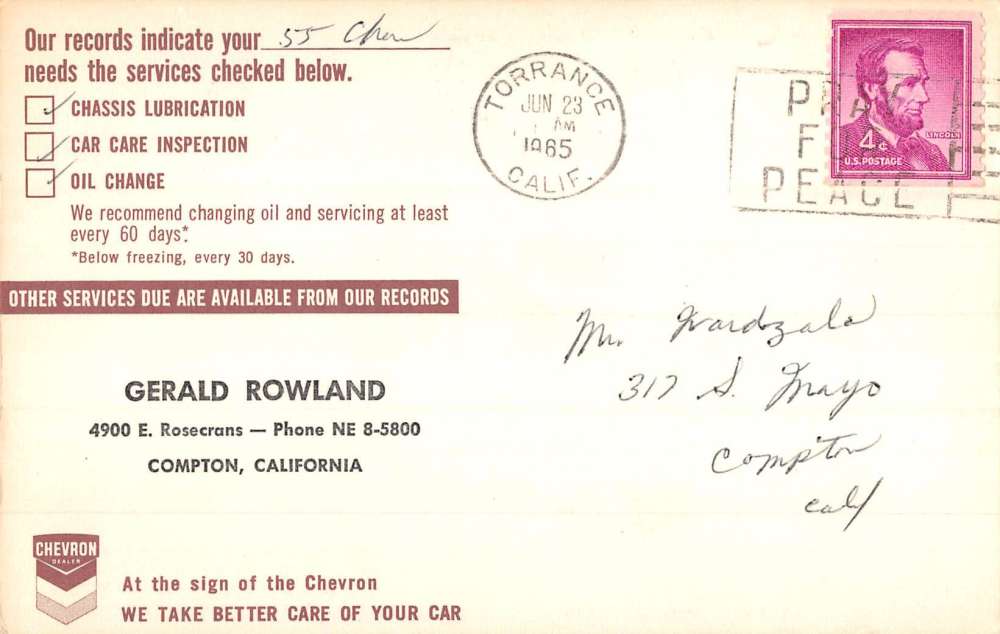 Our records indicate your 55 Chev
needs the services checked below.
CHASSIS LUBRICATION
CAR CARE INSPECTION
OIL CHANGE
We recommend changing oil and servicing at least
every 60 days*.
*Below freezing, every 30 days.
OTHER SERVICES DUE ARE AVAILABLE FROM OUR RECORDS
GERALD ROWLAND
4900 E. Rosecrans — Phone NE 8-5800
COMPTON, CALIFORNIA
CHEVRON
DEALER
At the sign of the Chevron
WE TAKE BETTER CARE OF YOUR CAR
TORRANCE
JUN 23
AM
1965
CALIF.
PRAY
FOR
PEACE
LINCOLN
4¢
U.S. POSTAGE
Mr.
317 S. Mayo
Compton
Calif